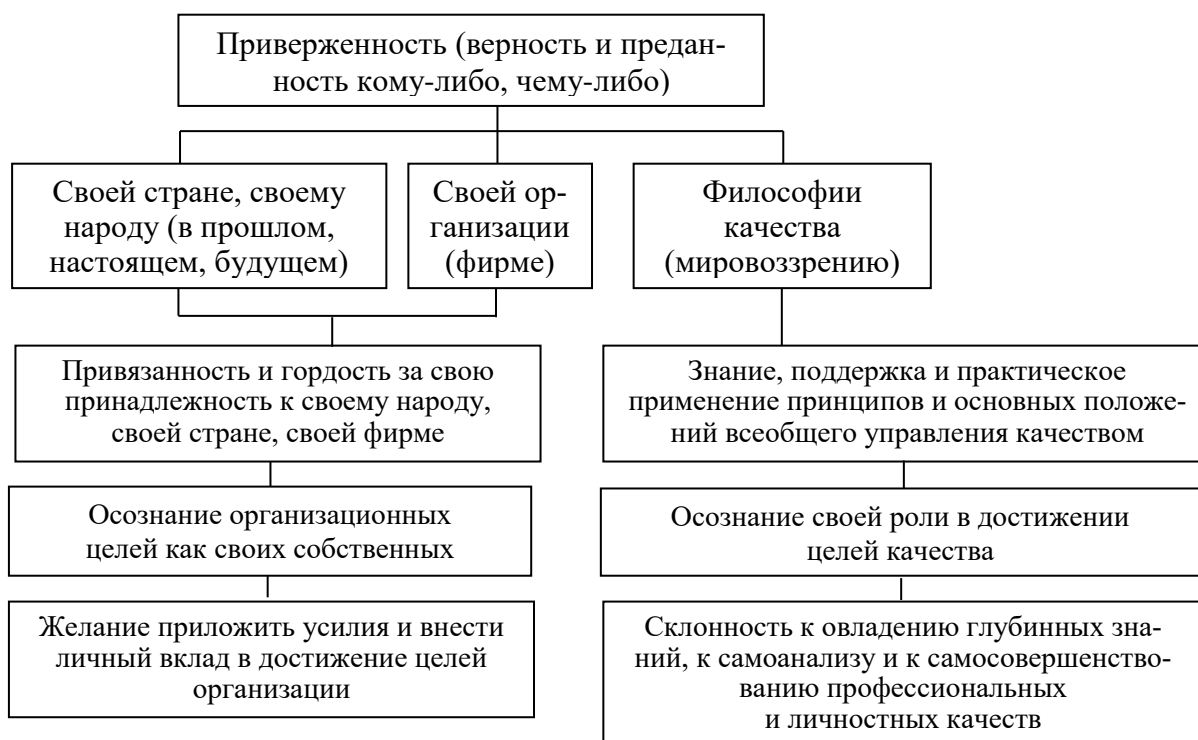 Приверженность (верность и предан-
ность кому-либо, чему-либо)
Своей стране, своему
народу (в прошлом,
настоящем, будущем)
Своей ор-
ганизации
(фирме)
Философии
качества
(мировоззрению)
Привязанность и гордость за свою
принадлежность к своему народу,
своей стране, своей фирме
Знание, поддержка и практическое
применение принципов и основных положе-
ний всеобщего управления качеством
Осознание организационных
целей как своих собственных
Осознание своей роли в достижении
целей качества
Желание приложить усилия и внести
личный вклад в достижение целей
организации
Склонность к овладению глубинных зна-
ний, к самоанализу и к самосовершенство-
ванию профессиональных
и личностных качеств